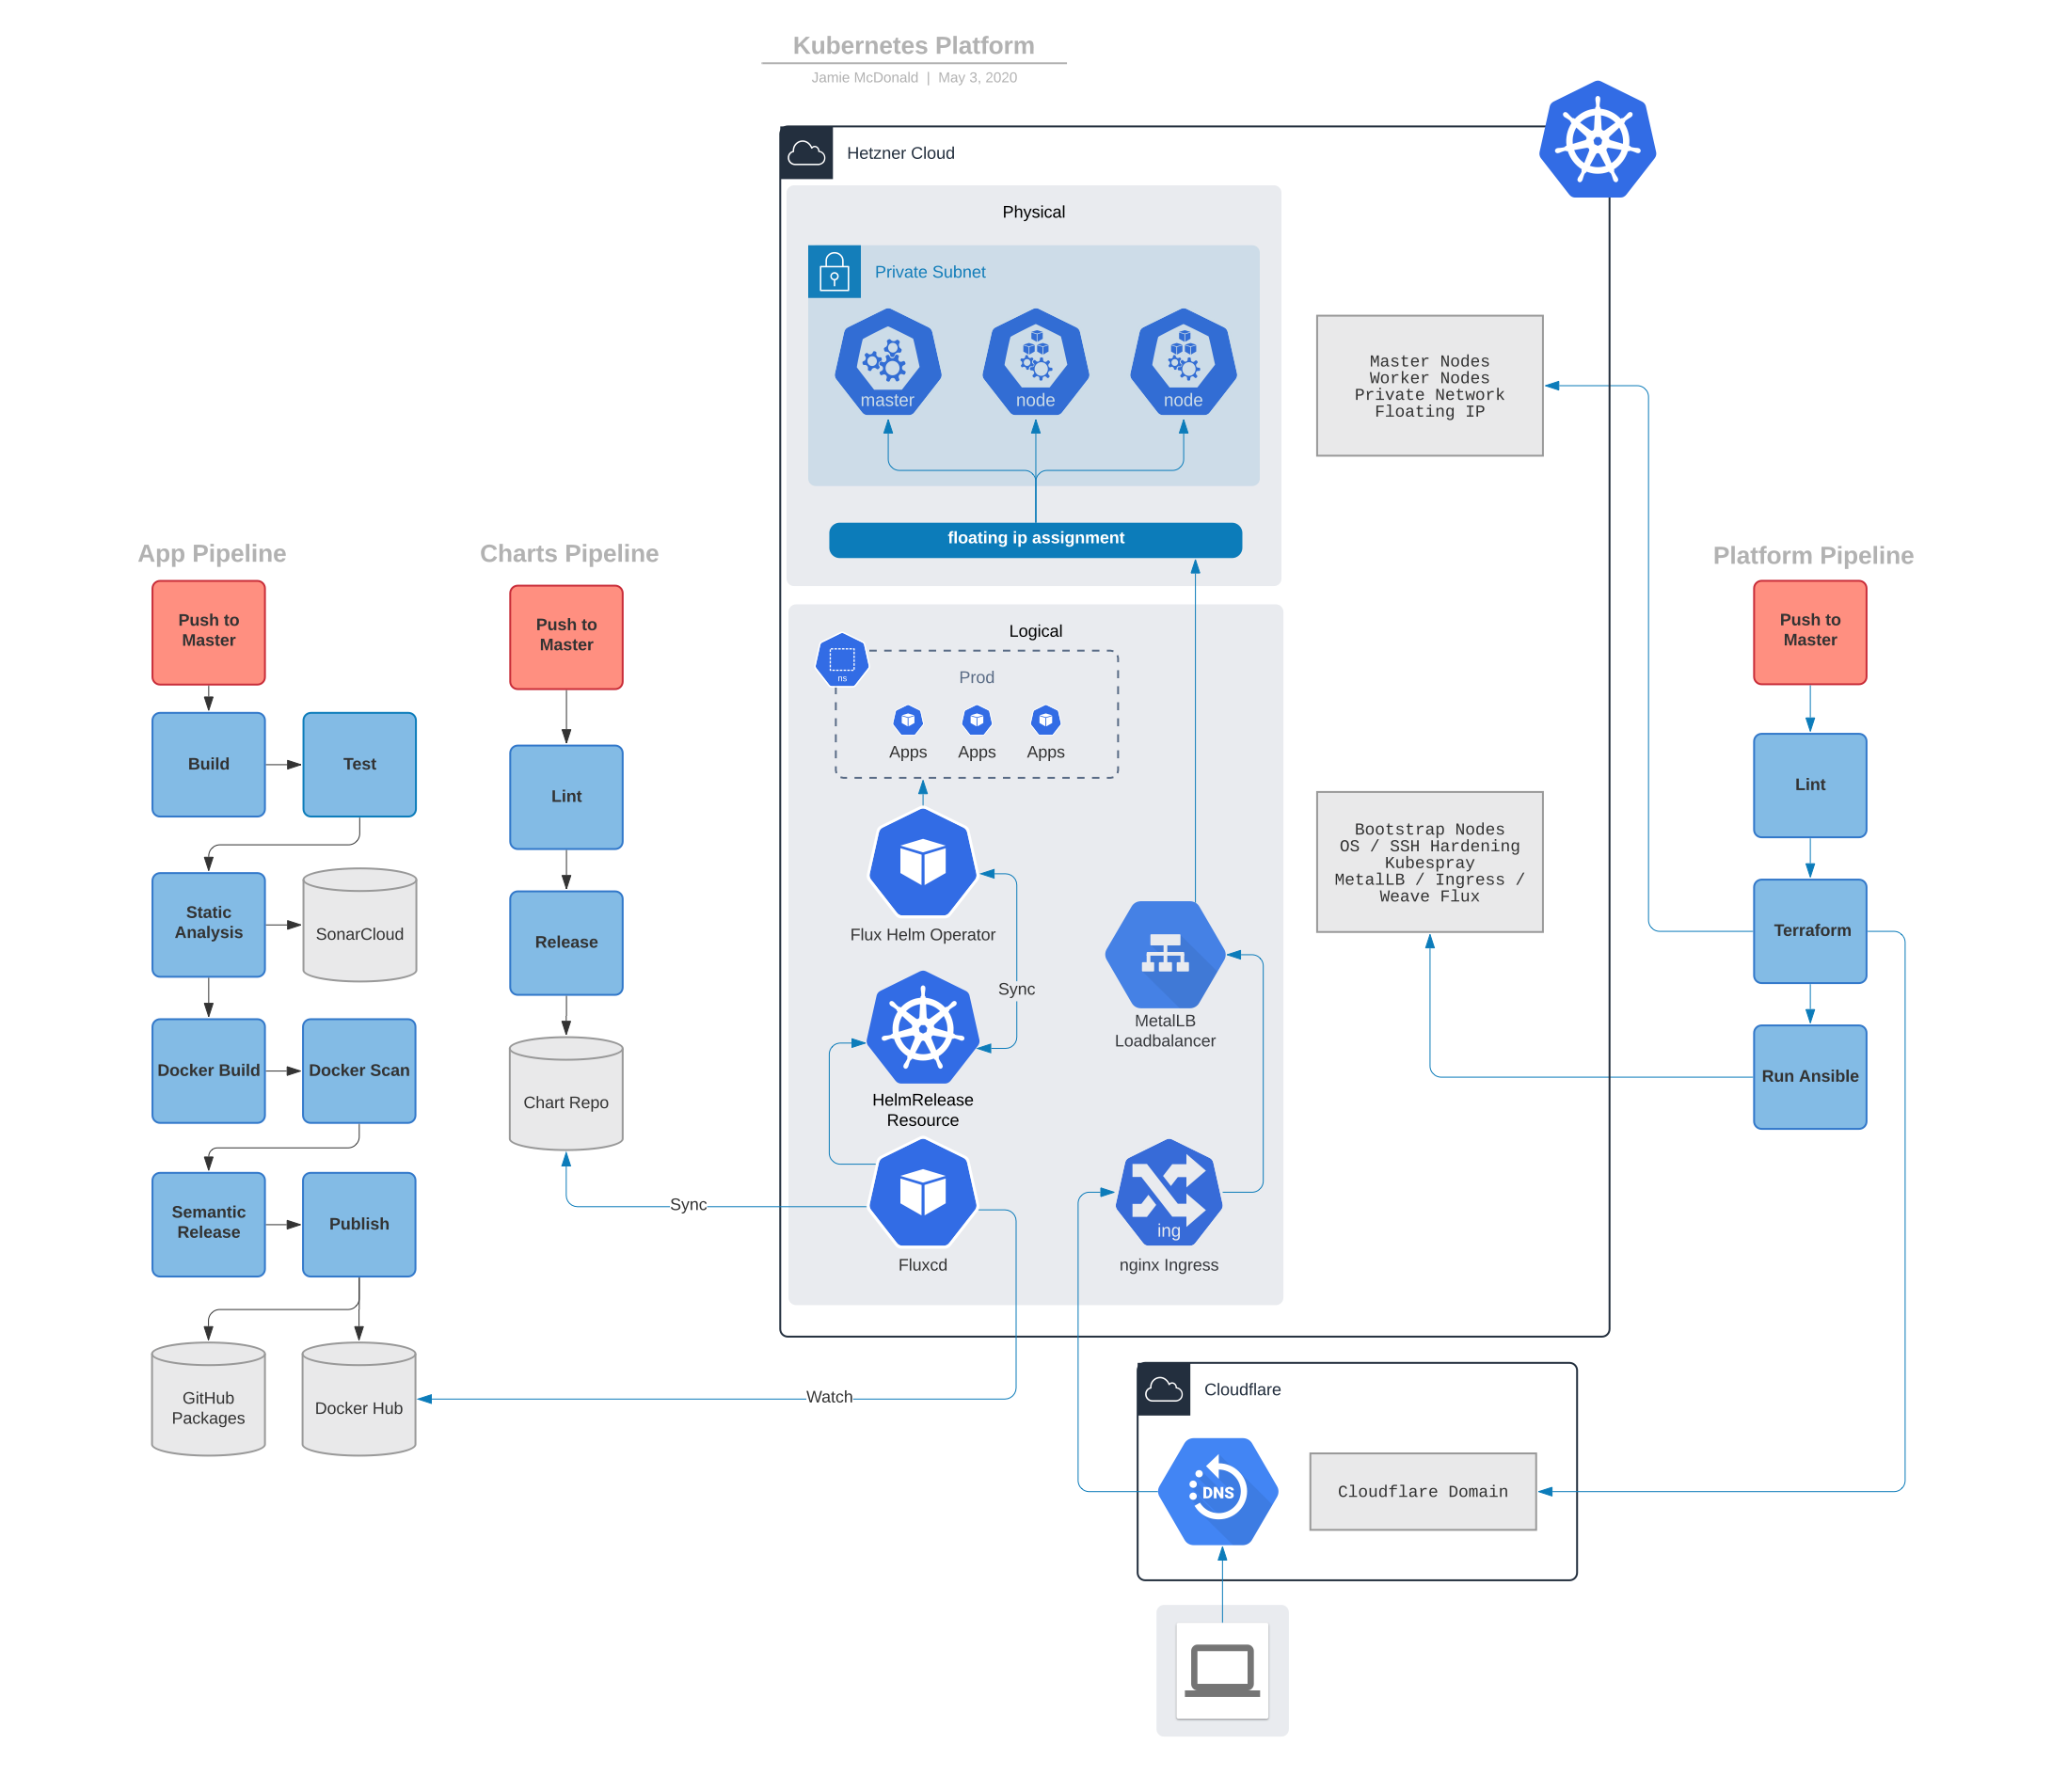 Kubernetes Platform
Jamie McDonald | May 3, 2020
Hetzner Cloud
Physical
Private Subnet
master
node
node
floating ip assignment
Master Nodes
Worker Nodes
Private Network
Floating IP
App Pipeline
Push to
Master
Build
Test
Static
Analysis
SonarCloud
Docker Build
Docker Scan
Semantic
Release
Publish
GitHub
Packages
Docker Hub
Charts Pipeline
Push to
Master
Lint
Release
Chart Repo
Sync
Watch
Logical
ns
Prod
Apps
Apps
Apps
Flux Helm Operator
Sync
HelmRelease
Resource
Fluxcd
MetalLB
Loadbalancer
ing
nginx Ingress
Bootstrap Nodes
OS / SSH Hardening
Kubespray
MetalLB / Ingress /
Weave Flux
Platform Pipeline
Push to
Master
Lint
Terraform
Run Ansible
Cloudflare
DNS
Cloudflare Domain